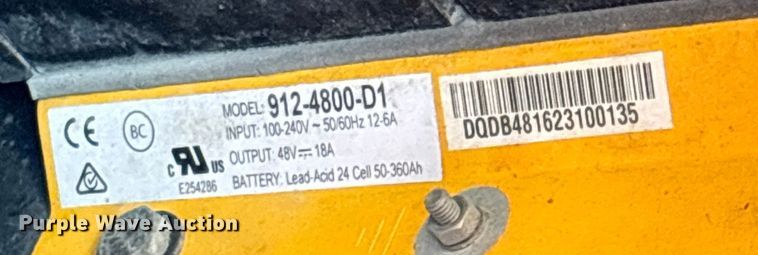 CE
BC
c RU US
E254286
MODEL: 912-4800-D1
INPUT: 100-240V ~ 50/60Hz 12-6A
OUTPUT: 48V⎓18A
BATTERY: Lead-Acid 24 Cell 50-360Ah
DQDB481623100135
Purple Wave Auction